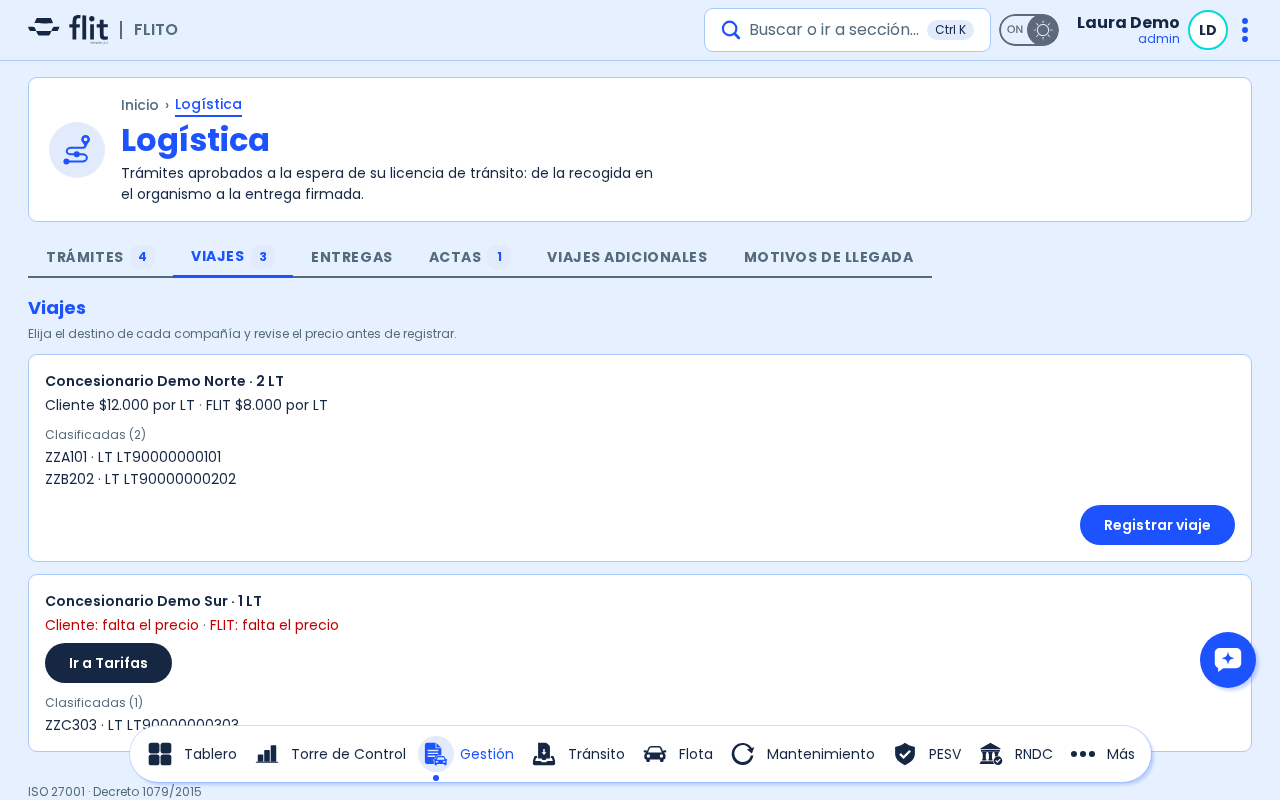 flit
FLITO
Buscar o ir a sección...
Ctrl K
ON
Laura Demo
admin
LD
Inicio › Logística
Logística
Trámites aprobados a la espera de su licencia de tránsito: de la recogida en
el organismo a la entrega firmada.
TRÁMITES 4
VIAJES 3
ENTREGAS
ACTAS 1
VIAJES ADICIONALES
MOTIVOS DE LLEGADA
Viajes
Elija el destino de cada compañía y revise el precio antes de registrar.
Concesionario Demo Norte · 2 LT
Cliente $12.000 por LT · FLIT $8.000 por LT
Clasificadas (2)
ZZA101 · LT LT90000000101
ZZB202 · LT LT90000000202
Registrar viaje
Concesionario Demo Sur · 1 LT
Cliente: falta el precio · FLIT: falta el precio
Ir a Tarifas
Clasificadas (1)
ZZC303 · LT LT90000000303
Tablero
Torre de Control
Gestión
Tránsito
Flota
Mantenimiento
PESV
RNDC
Más
ISO 27001 · Decreto 1079/2015